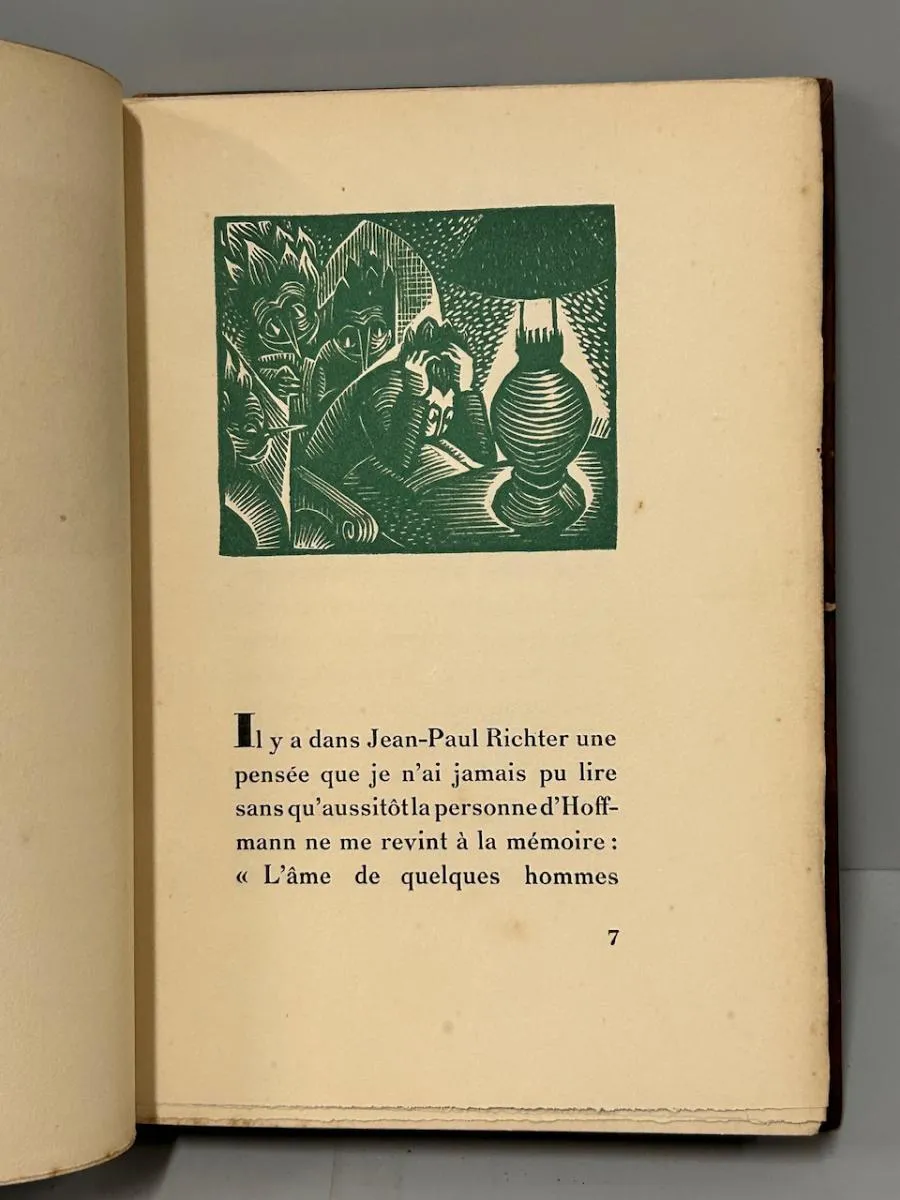 Il y a dans Jean-Paul Richter une
pensée que je n'ai jamais pu lire
sans qu'aussitôt la personne d'Hoff-
mann ne me revint à la mémoire :
« L'âme de quelques hommes
7